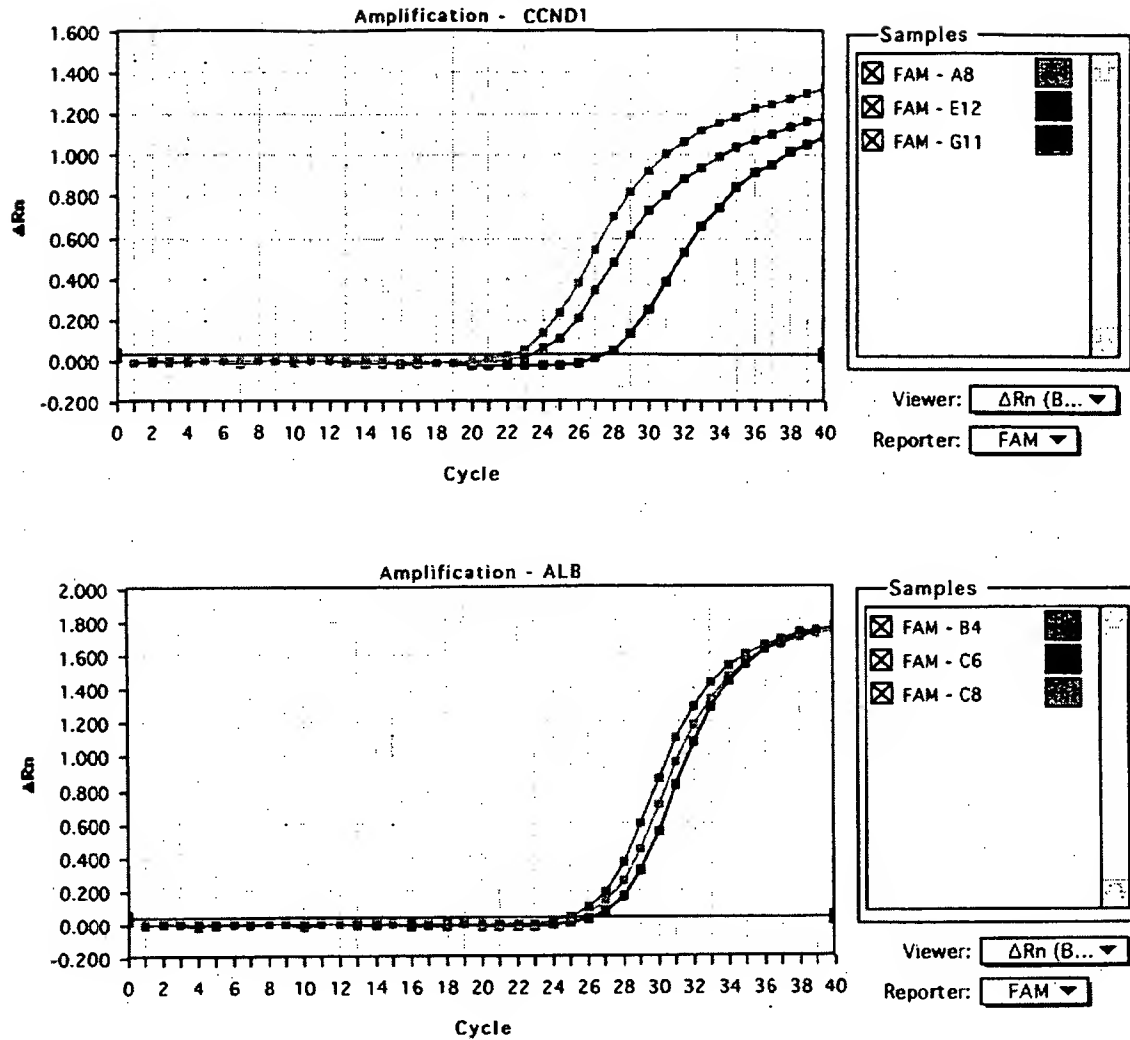 Amplification - CCND1
1.600
1.400
1.200
1.000
0.800
0.600
0.400
0.200
0.000
-0.200
ΔRn
0 2 4 6 8 10 12 14 16 18 20 22 24 26 28 30 32 34 36 38 40
Cycle
Samples
FAM - A8
FAM - E12
FAM - G11
Viewer: ΔRn (B...
Reporter: FAM
Amplification - ALB
2.000
1.800
1.600
1.400
1.200
1.000
0.800
0.600
0.400
0.200
0.000
-0.200
ΔRn
0 2 4 6 8 10 12 14 16 18 20 22 24 26 28 30 32 34 36 38 40
Cycle
Samples
FAM - B4
FAM - C6
FAM - C8
Viewer: ΔRn (B...
Reporter: FAM